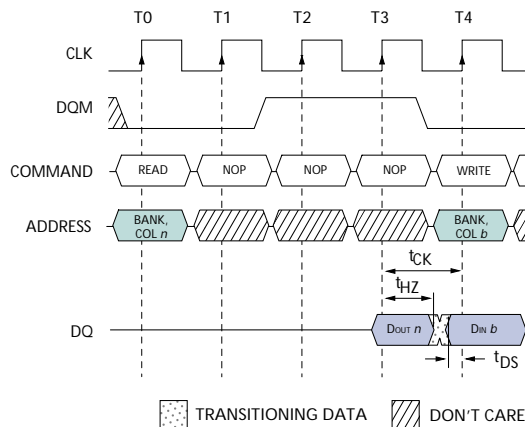 T0 T1 T2 T3 T4
CLK
DQM
COMMAND READ NOP NOP NOP WRITE
ADDRESS BANK, COL n BANK, COL b
tCK
tHZ
DQ DOUT n DIN b
tDS
TRANSITIONING DATA DON'T CARE